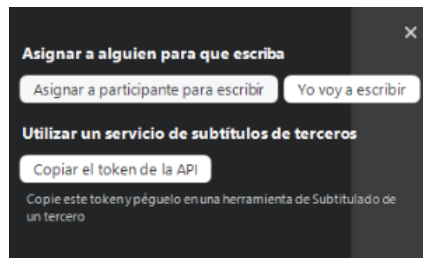 Asignar a alguien para que escriba
Asignar a participante para escribir Yo voy a escribir
Utilizar un servicio de subtítulos de terceros
Copiar el token de la API
Copie este token y péguelo en una herramienta de Subtitulado de
un tercero